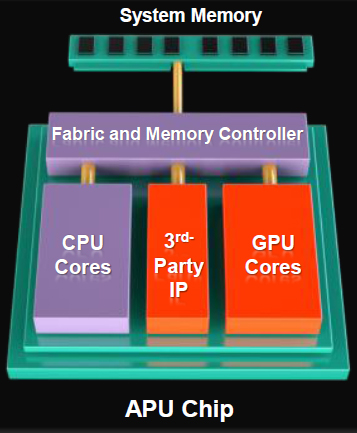 System Memory
Fabric and Memory Controller
CPU
Cores
3rd-
Party
IP
GPU
Cores
APU Chip